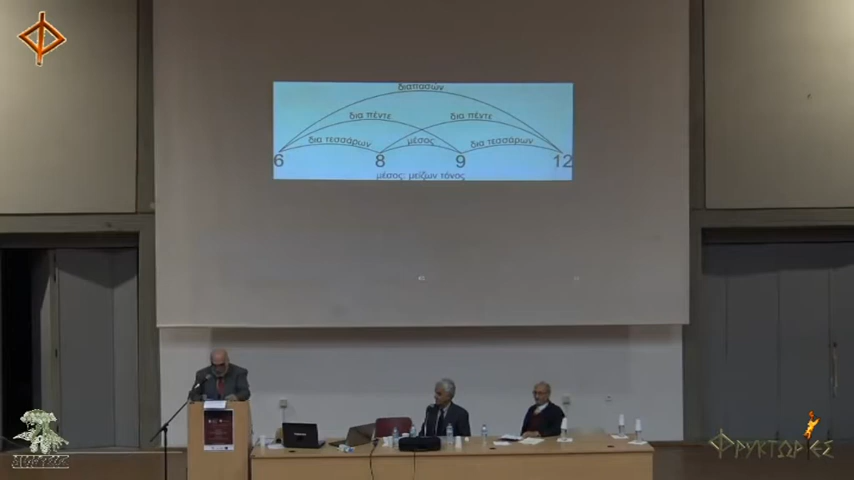 διαπασών
δια πέντε δια πέντε
δια τεσσάρων μέσος δια τεσσάρων
6 8 9 12
μέσος: μείζων τόνος
ΦΡΥΚΤΩΡΙΕΣ